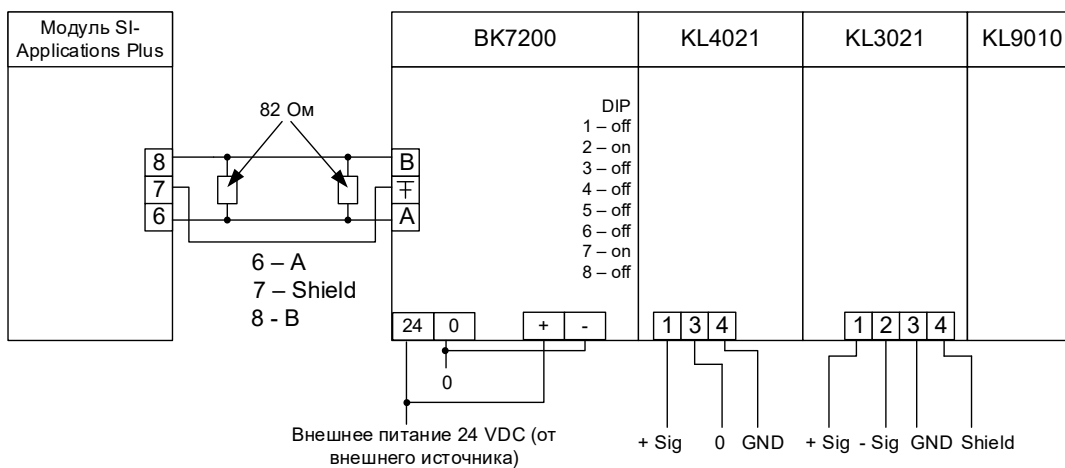 Модуль SI-
Applications Plus
BK7200
KL4021
KL3021
KL9010
82 Ом
DIP
1 – off
2 – on
3 – off
4 – off
5 – off
6 – off
7 – on
8 – off
8
7
6
B
A
6 – A
7 – Shield
8 - B
24
0
+
-
1
3
4
1
2
3
4
0
Внешнее питание 24 VDC (от
внешнего источника)
+ Sig
0
GND
+ Sig
- Sig
GND
Shield